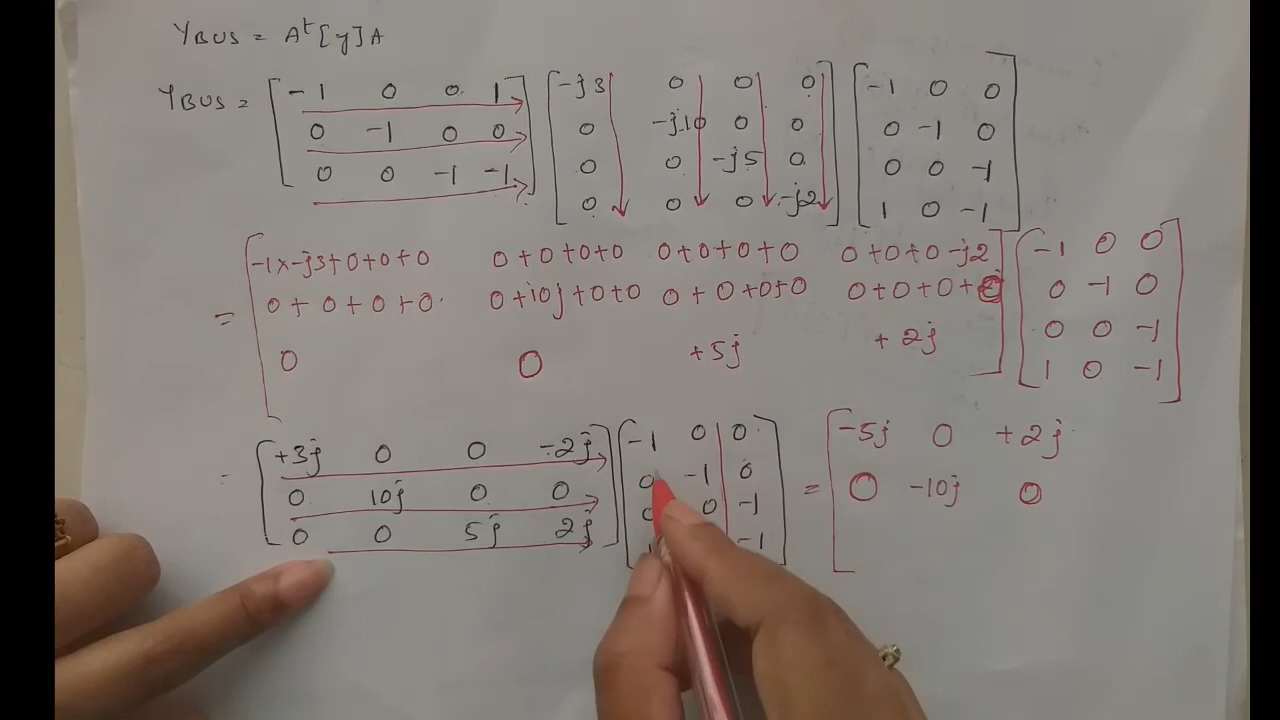 YBUS = Aᵗ[y]A
YBUS = [ -1 0 0 1 ] [ -j3 0 0 0 ] [ -1 0 0 ]
0 -1 0 0 0 -j10 0 0 0 -1 0
0 0 -1 -1 0 0 -j5 0 0 0 -1
0 0 0 -j2 1 0 -1
= [ -1x-j3+0+0+0 0+0+0+0 0+0+0+0 0+0+0-j2 ] [ -1 0 0 ]
0+0+0+0 0+10j+0+0 0+0+0+0 0+0+0+0 0 -1 0
0 0 +5j +2j 0 0 -1
1 0 -1
= [ +3j 0 0 -2j ] [ -1 0 0 ] = [ -5j 0 +2j
0 10j 0 0 0 -1 0 0 -10j 0
0 0 5j 2j 0 0 -1
-1